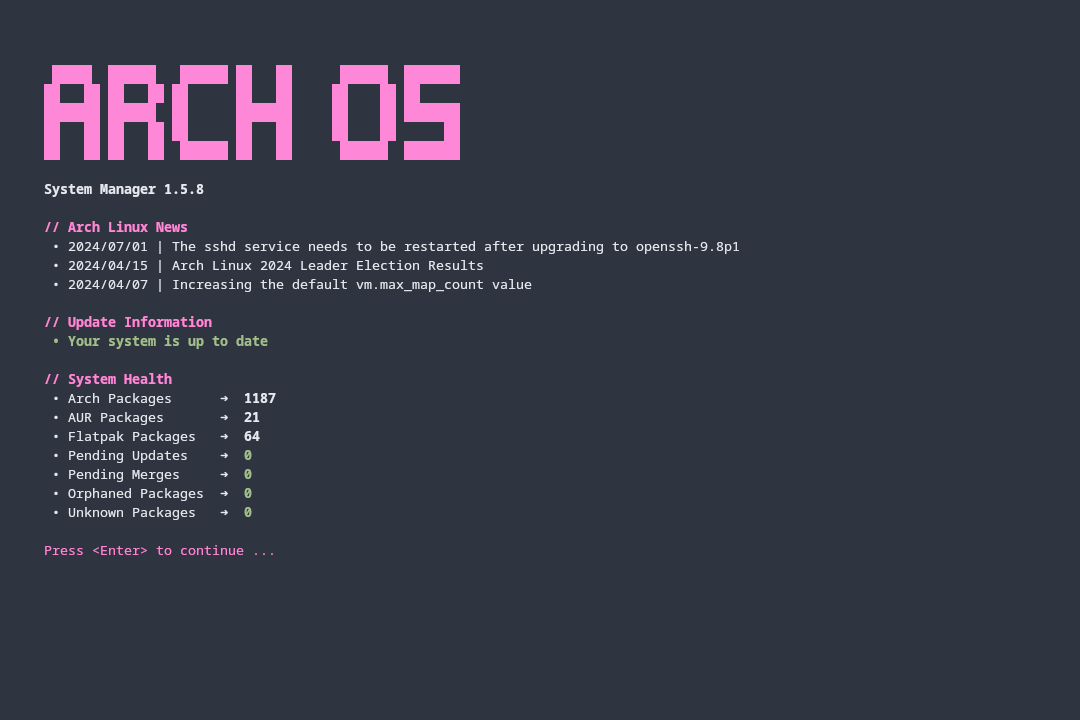 ARCH OS
System Manager 1.5.8
// Arch Linux News
• 2024/07/01 | The sshd service needs to be restarted after upgrading to openssh-9.8p1
• 2024/04/15 | Arch Linux 2024 Leader Election Results
• 2024/04/07 | Increasing the default vm.max_map_count value
// Update Information
• Your system is up to date
// System Health
• Arch Packages ➜ 1187
• AUR Packages ➜ 21
• Flatpak Packages ➜ 64
• Pending Updates ➜ 0
• Pending Merges ➜ 0
• Orphaned Packages ➜ 0
• Unknown Packages ➜ 0
Press <Enter> to continue ...